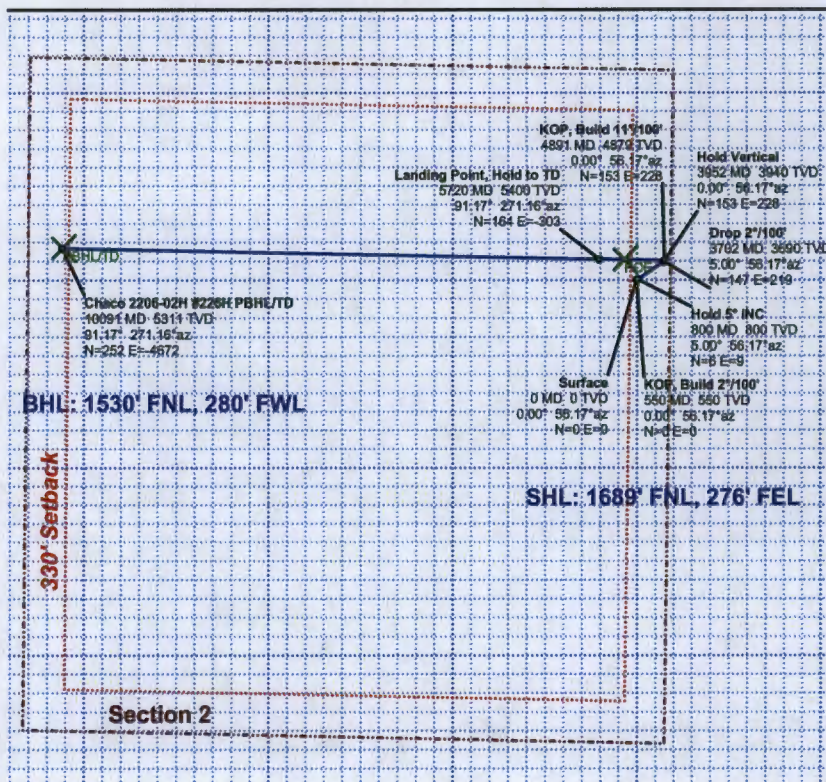 KOP, Build 11°/100'
4891 MD 4879 TVD
0.00° 56.17°az
N=153 E=228
Hold Vertical
3952 MD 3940 TVD
0.00° 56.17°az
N=153 E=228
Landing Point, Hold to TD
5720 MD 5400 TVD
91.17° 271.16°az
N=164 E=-303
Drop 2°/100'
3702 MD 3690 TVD
5.00° 56.17°az
N=147 E=219
BHL/TD
Chaco 2206-02H #226H PBHL/TD
10091 MD 5311 TVD
91.17° 271.16°az
N=252 E=-4672
Hold 5° INC
800 MD 800 TVD
5.00° 56.17°az
N=6 E=9
Surface
0 MD 0 TVD
0.00° 56.17°az
N=0 E=0
KOP, Build 2°/100'
550 MD 550 TVD
0.00° 56.17°az
N=0 E=0
BHL: 1530' FNL, 280' FWL
SHL: 1689' FNL, 276' FEL
330' Setback
Section 2